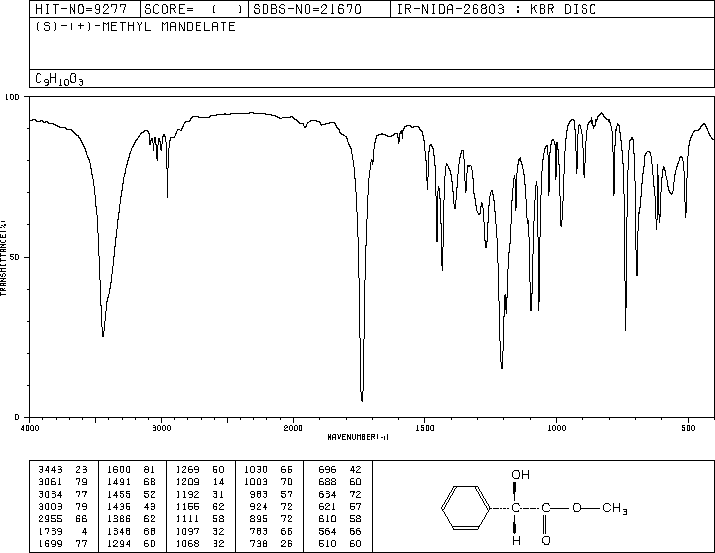 HIT-NO=9277 SCORE= ( ) SDBS-NO=21670 IR-NIDA-26803 : KBR DISC
(S)-(+)-METHYL MANDELATE
C9H10O3
100
50
0
TRANSMITTANCE(%)
4000 3000 2000 1500 1000 500
WAVENUMBER(-1)
3443 23 1600 81 1269 50 1030 66 696 42
3061 79 1491 68 1209 14 1003 70 688 60
3034 77 1455 52 1192 31 983 57 634 72
3003 79 1436 43 1155 62 924 72 621 57
2955 66 1386 62 1111 58 895 72 610 58
1739 4 1348 68 1097 32 783 66 564 66
1699 77 1294 60 1068 32 738 26 510 60
OH
C C O CH3
H O